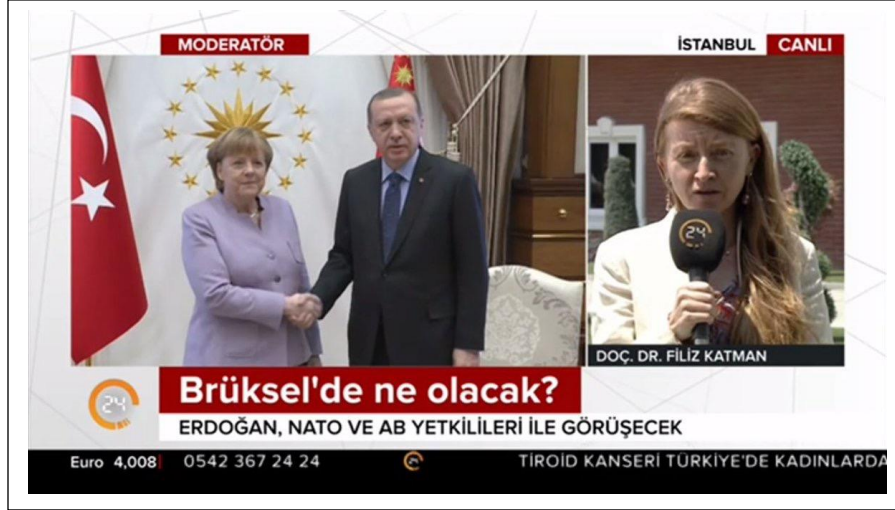 MODERATÖR
İSTANBUL CANLI
24
DOÇ. DR. FİLİZ KATMAN
24
Brüksel'de ne olacak?
ERDOĞAN, NATO VE AB YETKİLİLERİ İLE GÖRÜŞECEK
Euro 4,008 0542 367 24 24 TİROİD KANSERİ TÜRKİYE'DE KADINLARDA